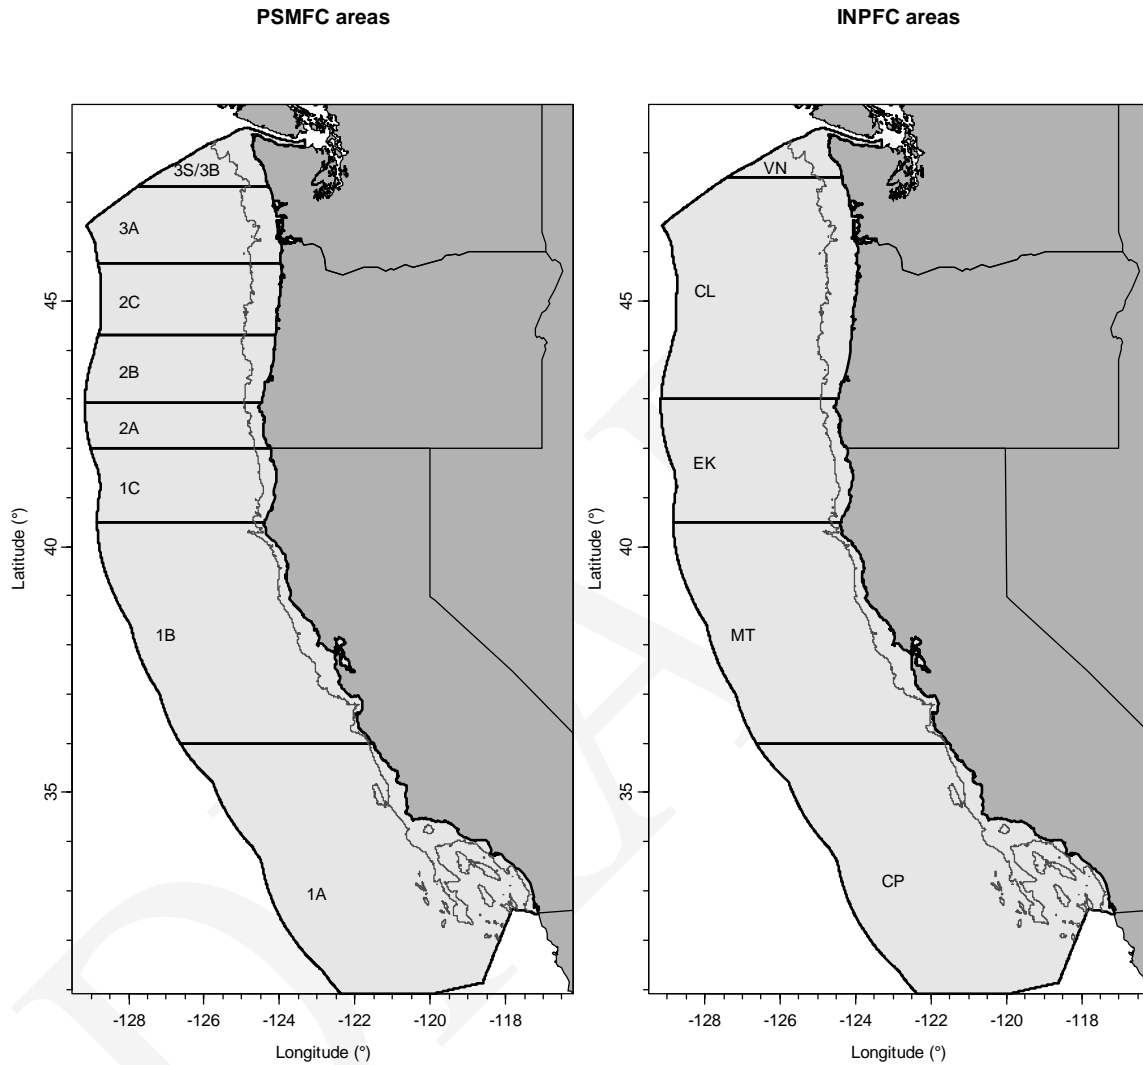 PSMFC areas
3S/3B
3A
2C
2B
2A
1C
1B
1A
45
40
35
Latitude (°)
-128
-126
-124
-122
-120
-118
Longitude (°)
INPFC areas
VN
CL
EK
MT
CP
45
40
35
Latitude (°)
-128
-126
-124
-122
-120
-118
Longitude (°)